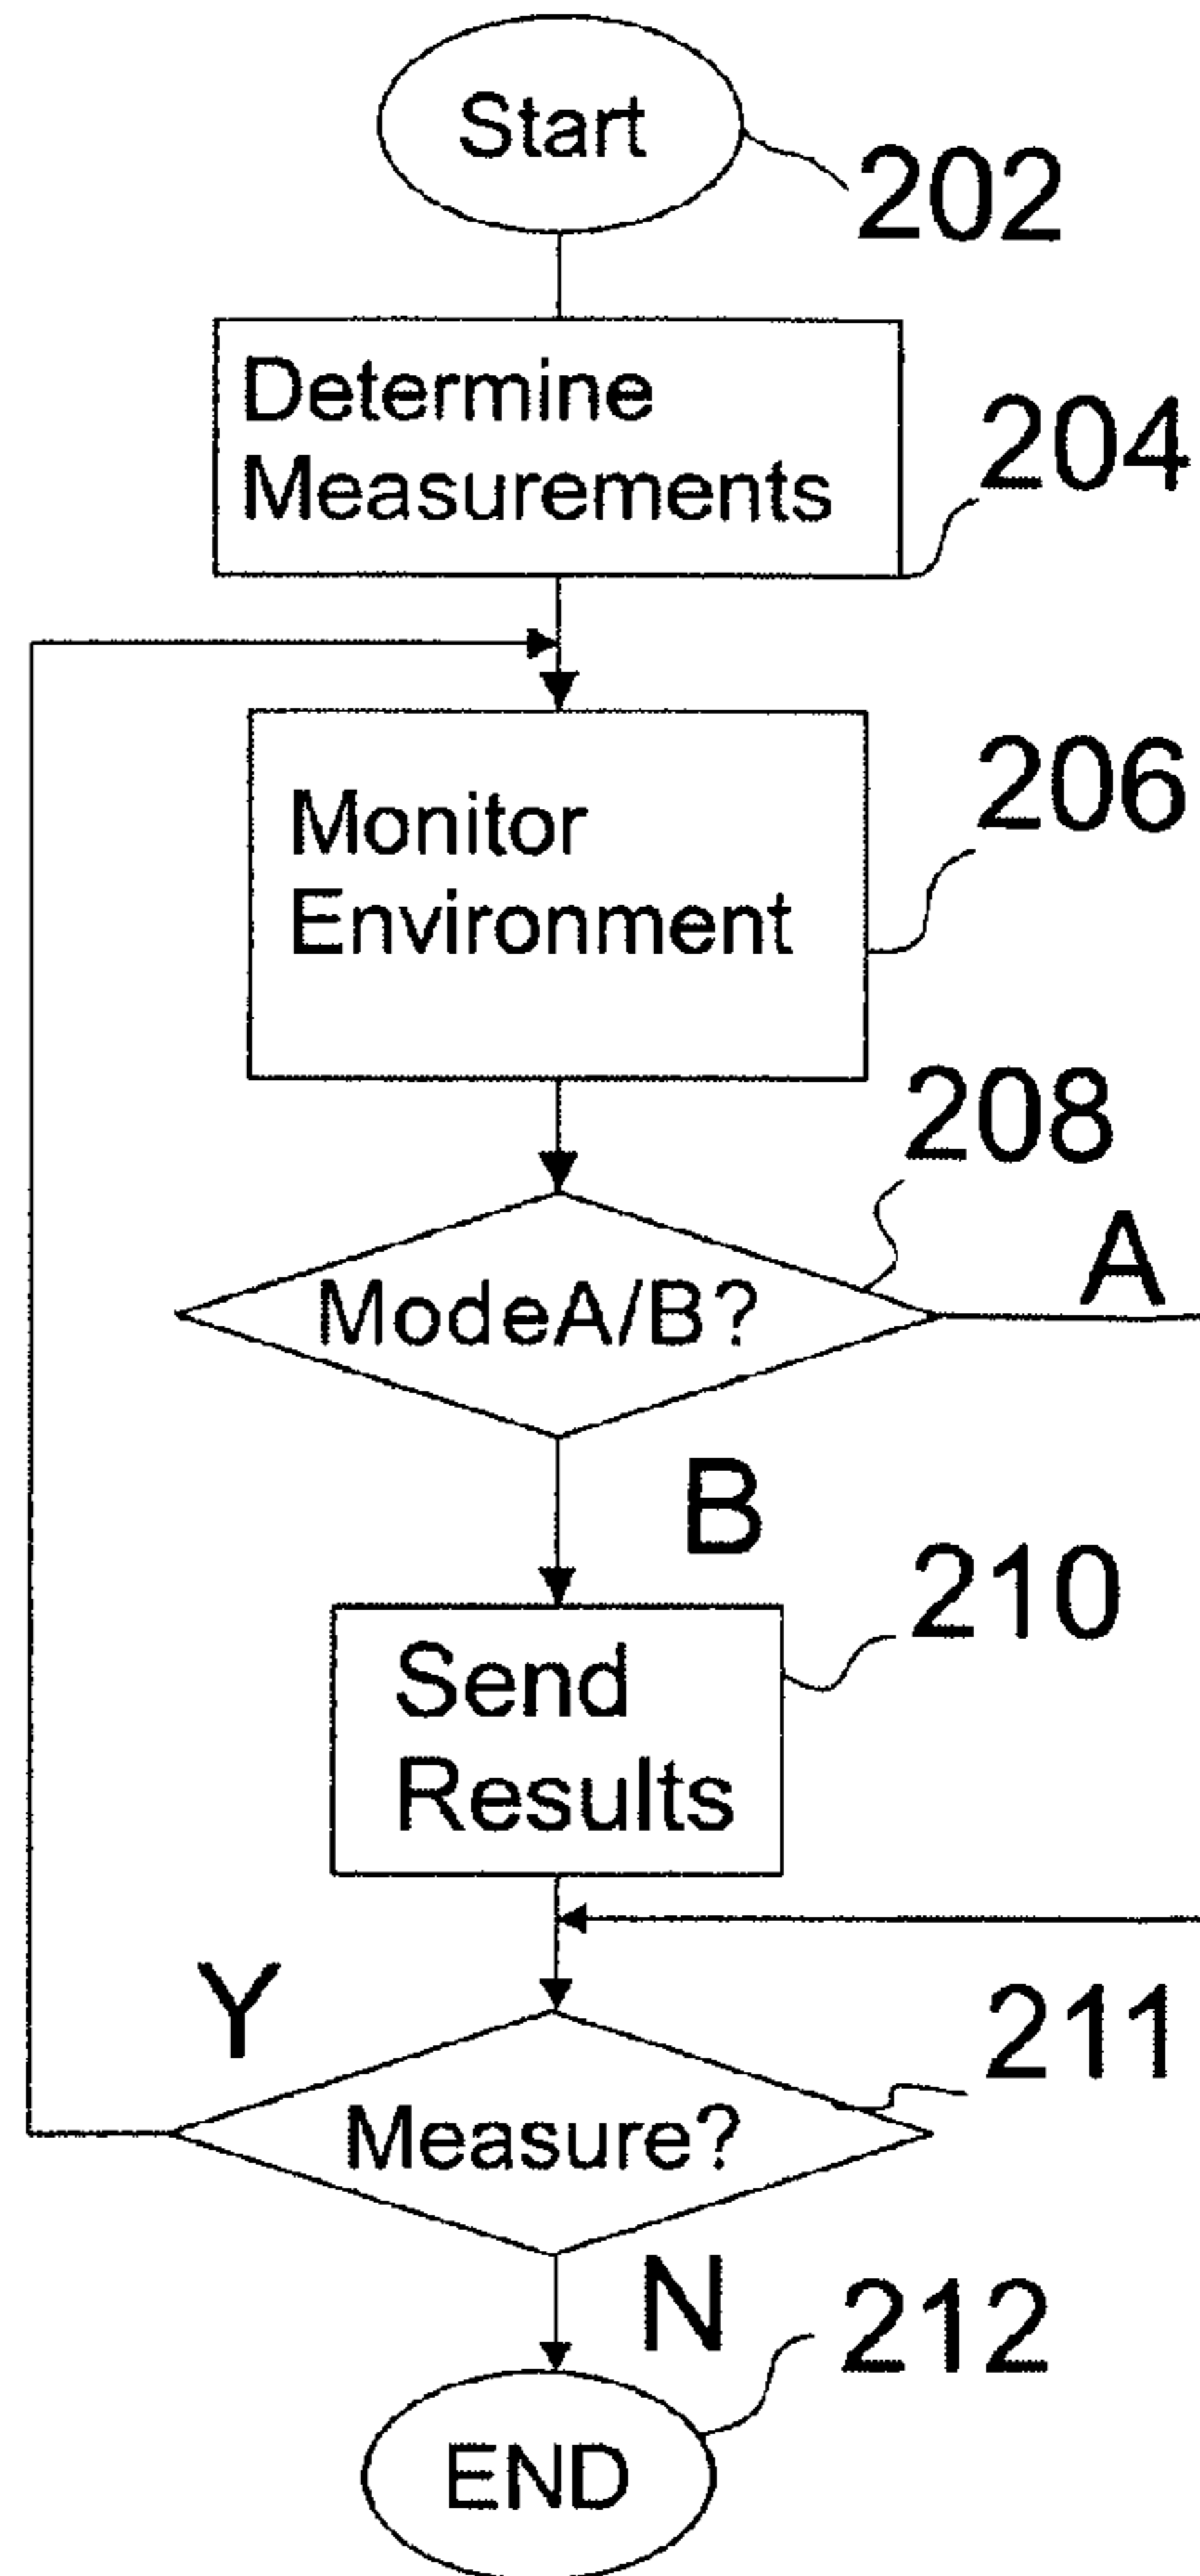 Start
202
Determine
Measurements
204
Monitor
Environment
206
208
ModeA/B?
A
B
210
Send
Results
Y
211
Measure?
N
212
END